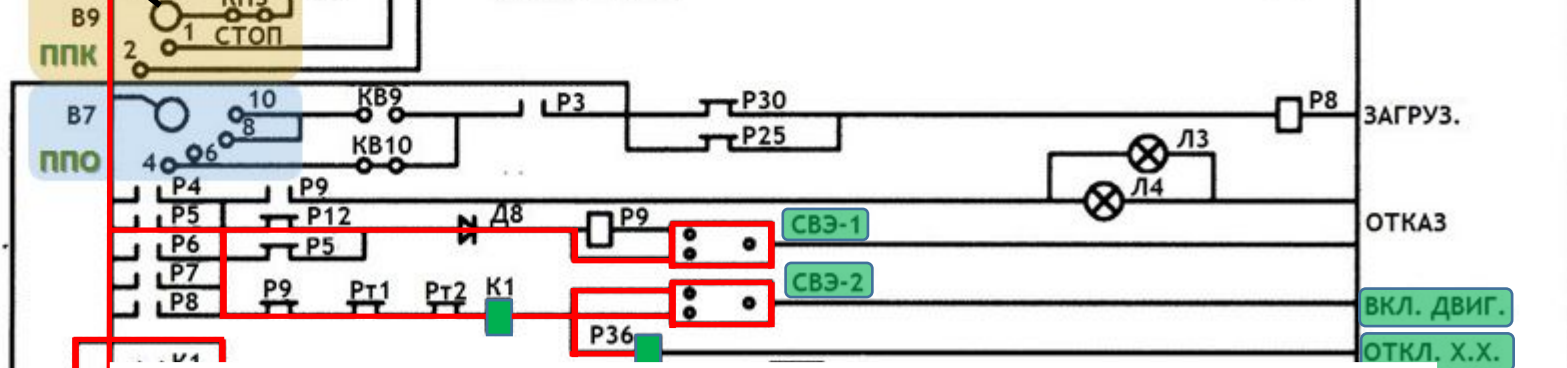 В9
1
СТОП
ППК
2
В7
10
КВ9
Р3
Р30
Р8
ЗАГРУЗ.
8
Р25
КВ10
Л3
ППО
4
6
Р4
Р9
Л4
Р5
Р12
Д8
Р9
СВЭ-1
ОТКАЗ
Р6
Р5
Р7
СВЭ-2
Р8
Р9
Рт1
Рт2
К1
ВКЛ. ДВИГ.
Р36
К1
ОТКЛ. Х.Х.